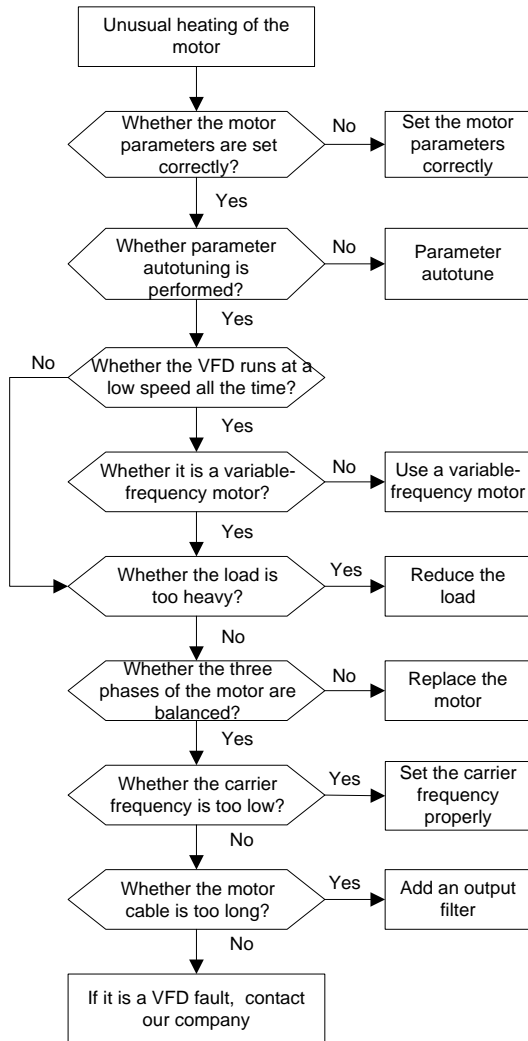 Unusual heating of the
motor
Whether the motor
parameters are set
correctly?
No
Set the motor
parameters
correctly
Yes
Whether parameter
autotuning is
performed?
No
Parameter
autotune
Yes
No
Whether the VFD runs at a
low speed all the time?
Yes
Whether it is a variable-
frequency motor?
No
Use a variable-
frequency motor
Yes
Whether the load is
too heavy?
Yes
Reduce the
load
No
Whether the three
phases of the motor are
balanced?
No
Replace the
motor
Yes
Whether the carrier
frequency is too low?
Yes
Set the carrier
frequency
properly
No
Whether the motor
cable is too long?
Yes
Add an output
filter
No
If it is a VFD fault, contact
our company